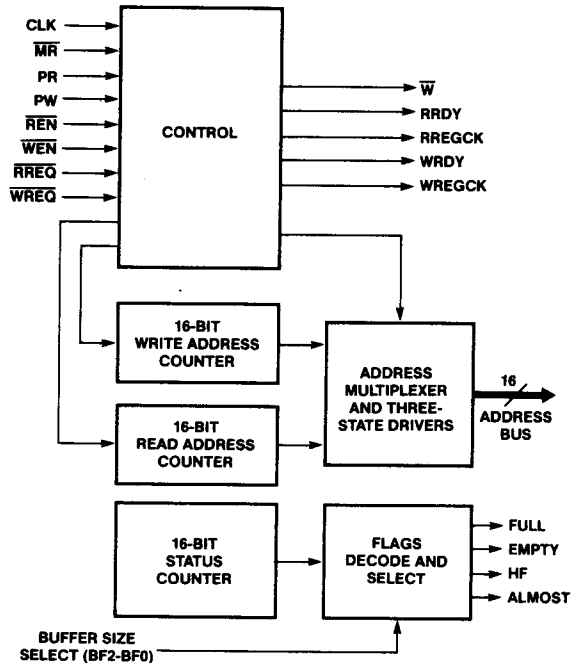 CLK
MR
PR
PW
REN
WEN
RREQ
WREQ
CONTROL
W
RRDY
RREGCK
WRDY
WREGCK
16-BIT
WRITE ADDRESS
COUNTER
16-BIT
READ ADDRESS
COUNTER
ADDRESS
MULTIPLEXER
AND THREE-
STATE DRIVERS
16
ADDRESS
BUS
16-BIT
STATUS
COUNTER
FLAGS
DECODE AND
SELECT
FULL
EMPTY
HF
ALMOST
BUFFER SIZE
SELECT (BF2-BF0)